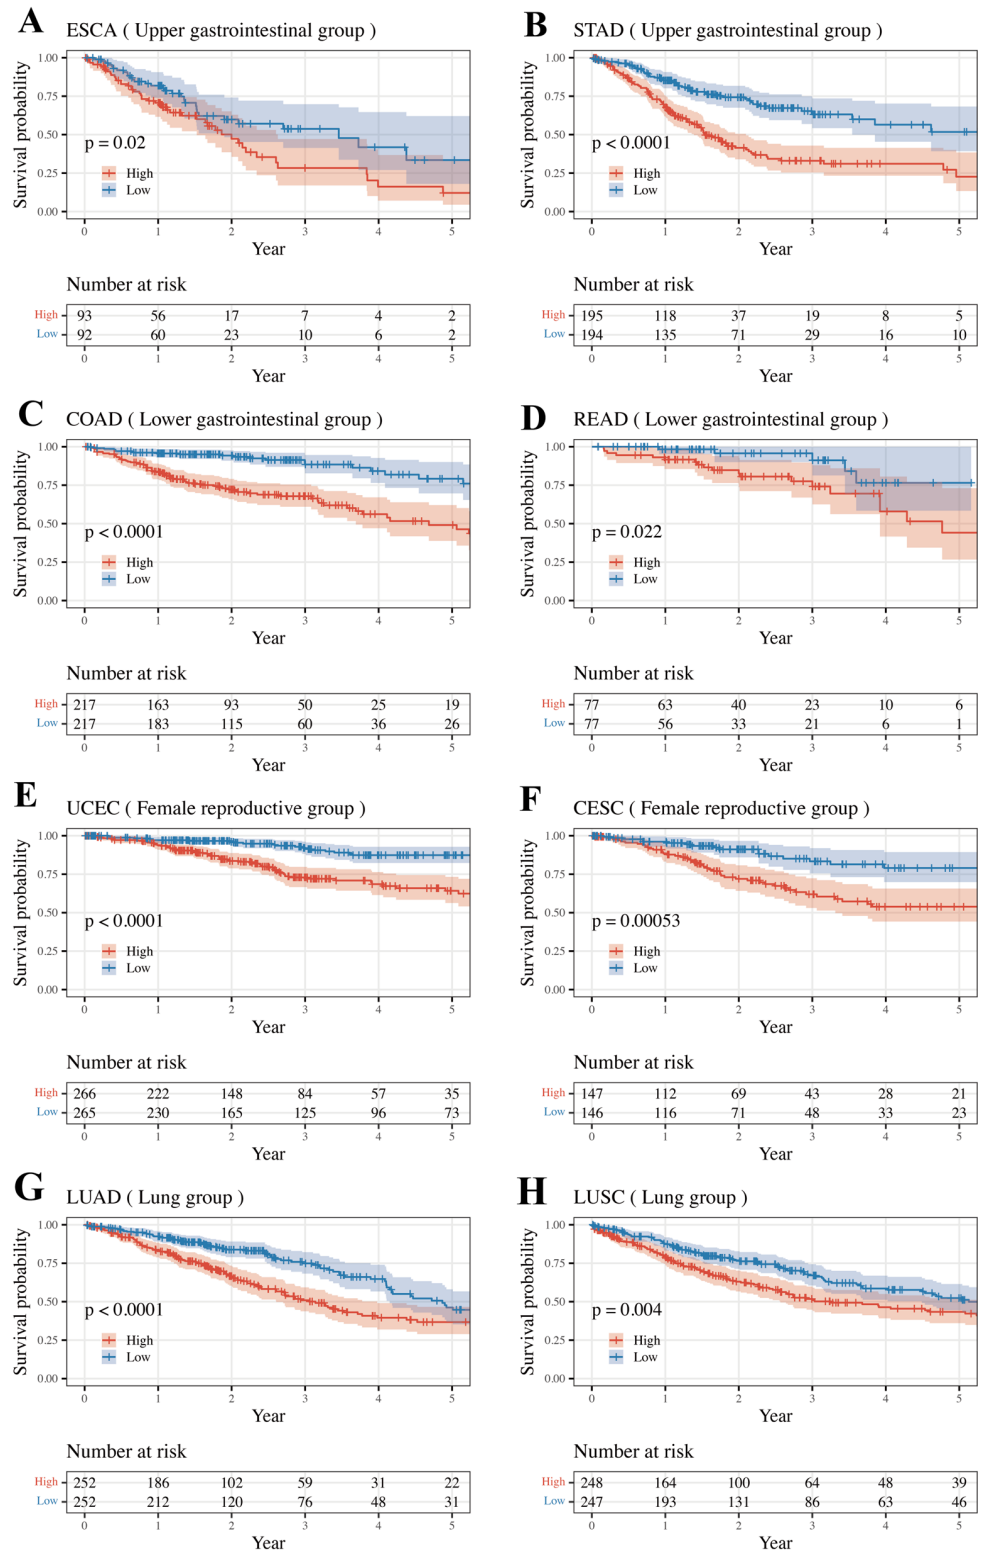 A
ESCA ( Upper gastrointestinal group )
Survival probability
1.00
0.75
0.50
0.25
0.00
p = 0.02
High
Low
0 1 2 3 4 5
Year
Number at risk
High 93 56 17 7 4 2
Low 92 60 23 10 6 2
0 1 2 3 4 5
Year
B
STAD ( Upper gastrointestinal group )
Survival probability
1.00
0.75
0.50
0.25
0.00
p < 0.0001
High
Low
0 1 2 3 4 5
Year
Number at risk
High 195 118 37 19 8 5
Low 194 135 71 29 16 10
0 1 2 3 4 5
Year
C
COAD ( Lower gastrointestinal group )
Survival probability
1.00
0.75
0.50
0.25
0.00
p < 0.0001
High
Low
0 1 2 3 4 5
Year
Number at risk
High 217 163 93 50 25 19
Low 217 183 115 60 36 26
0 1 2 3 4 5
Year
D
READ ( Lower gastrointestinal group )
Survival probability
1.00
0.75
0.50
0.25
0.00
p = 0.022
High
Low
0 1 2 3 4 5
Year
Number at risk
High 77 63 40 23 10 6
Low 77 56 33 21 6 1
0 1 2 3 4 5
Year
E
UCEC ( Female reproductive group )
Survival probability
1.00
0.75
0.50
0.25
0.00
p < 0.0001
High
Low
0 1 2 3 4 5
Year
Number at risk
High 266 222 148 84 57 35
Low 265 230 165 125 96 73
0 1 2 3 4 5
Year
F
CESC ( Female reproductive group )
Survival probability
1.00
0.75
0.50
0.25
0.00
p = 0.00053
High
Low
0 1 2 3 4 5
Year
Number at risk
High 147 112 69 43 28 21
Low 146 116 71 48 33 23
0 1 2 3 4 5
Year
G
LUAD ( Lung group )
Survival probability
1.00
0.75
0.50
0.25
0.00
p < 0.0001
High
Low
0 1 2 3 4 5
Year
Number at risk
High 252 186 102 59 31 22
Low 252 212 120 76 48 31
0 1 2 3 4 5
Year
H
LUSC ( Lung group )
Survival probability
1.00
0.75
0.50
0.25
0.00
p = 0.004
High
Low
0 1 2 3 4 5
Year
Number at risk
High 248 164 100 64 48 39
Low 247 193 131 86 63 46
0 1 2 3 4 5
Year